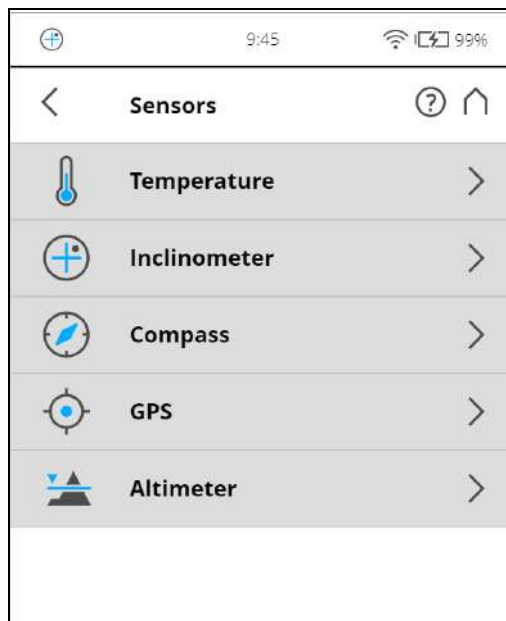 9:45
99%
Sensors
Temperature
Inclinometer
Compass
GPS
Altimeter